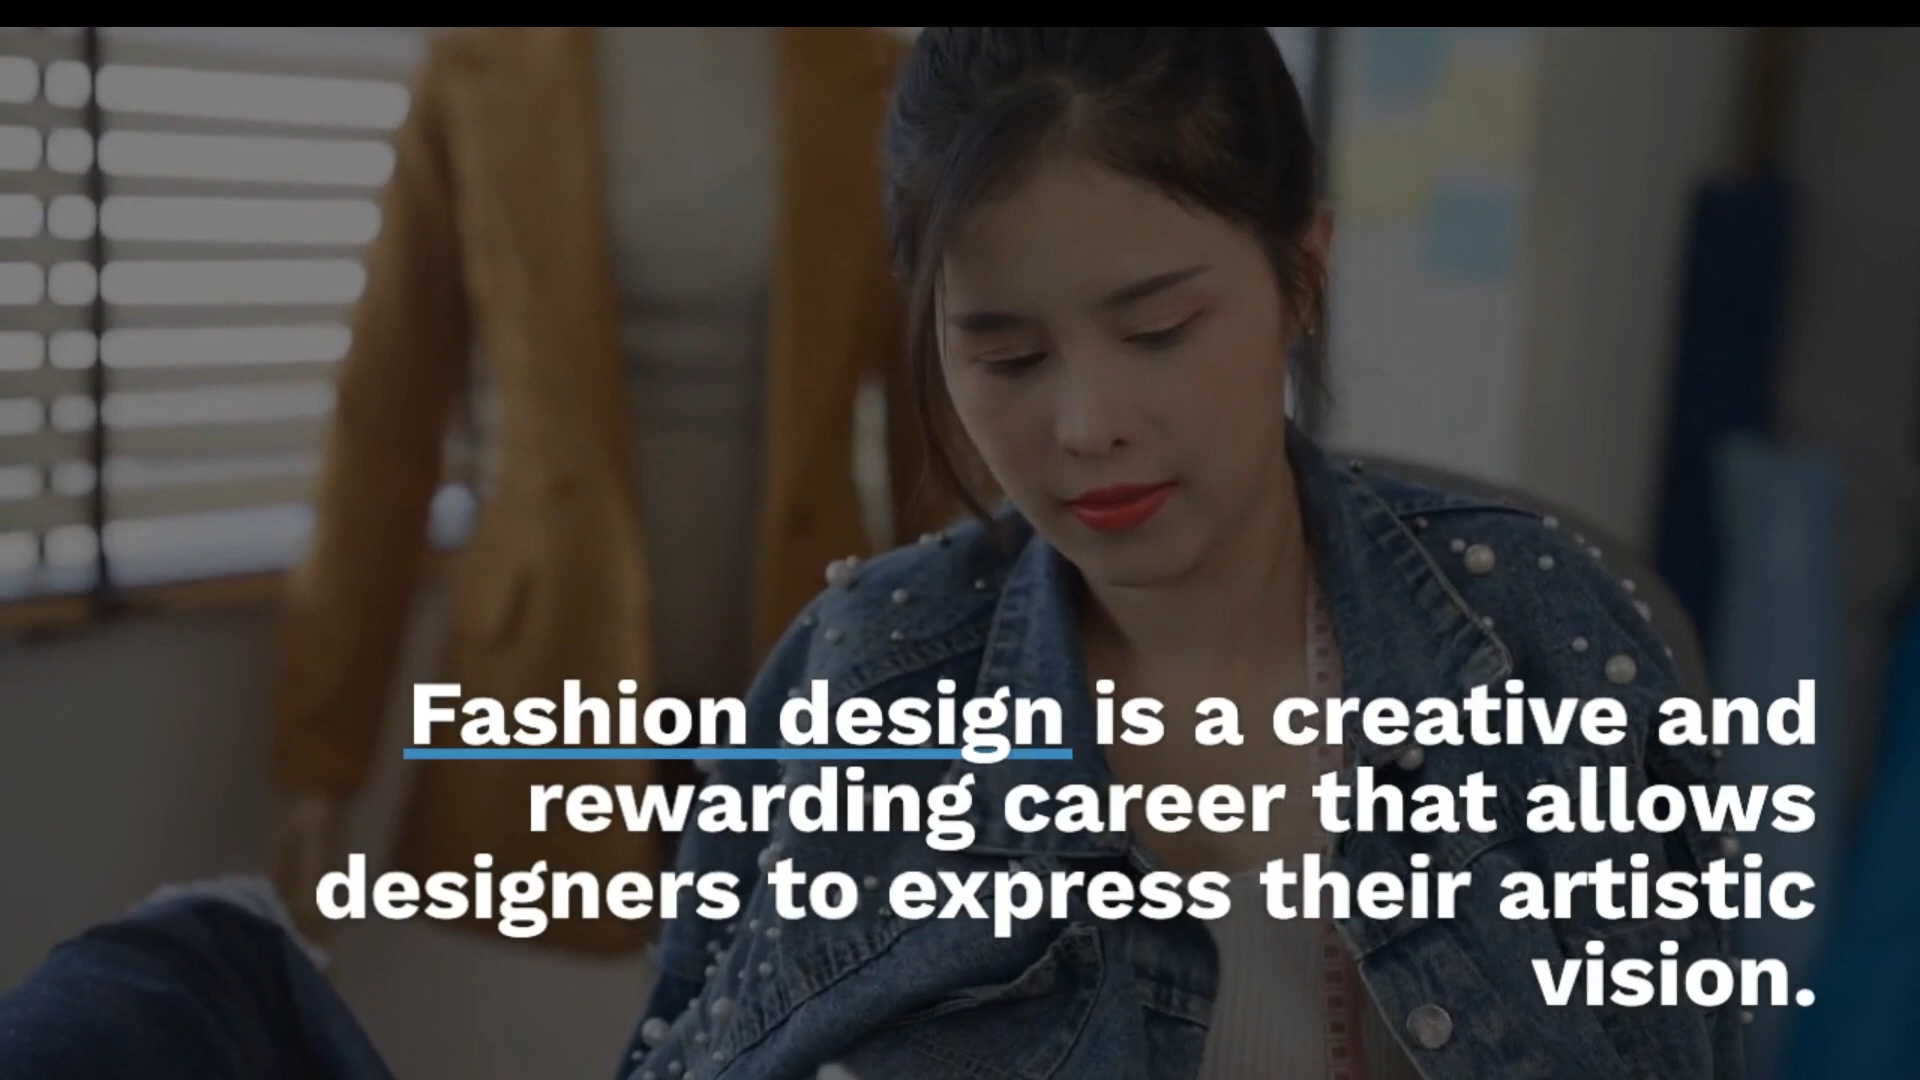 Fashion design is a creative and
rewarding career that allows
designers to express their artistic
vision.